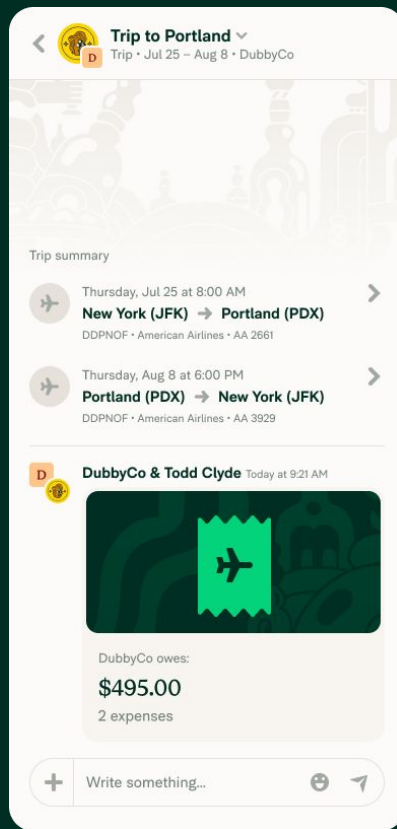 Trip to Portland
D
Trip • Jul 25 – Aug 8 • DubbyCo
Trip summary
Thursday, Jul 25 at 8:00 AM
New York (JFK) → Portland (PDX)
DDPNOF • American Airlines • AA 2661
Thursday, Aug 8 at 6:00 PM
Portland (PDX) → New York (JFK)
DDPNOF • American Airlines • AA 3929
D
DubbyCo & Todd Clyde Today at 9:21 AM
DubbyCo owes:
$495.00
2 expenses
Write something...